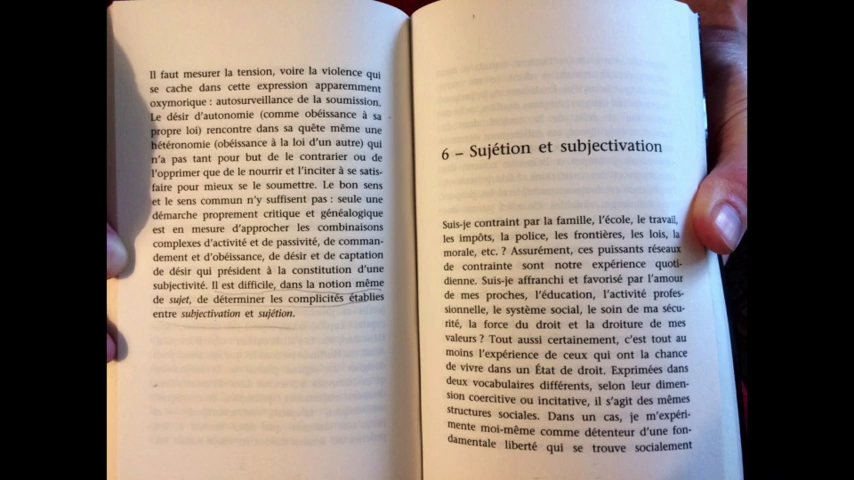 Il faut mesurer la tension, voire la violence qui
se cache dans cette expression apparemment
oxymorique : autosurveillance de la soumission.
Le désir d'autonomie (comme obéissance à sa
propre loi) rencontre dans sa quête même une
hétéronomie (obéissance à la loi d'un autre) qui
n'a pas tant pour but de le contrarier ou de
l'opprimer que de le nourrir et l'inciter à se satis-
faire pour mieux se le soumettre. Le bon sens
et le sens commun n'y suffisent pas : seule une
démarche proprement critique et généalogique
est en mesure d'approcher les combinaisons
complexes d'activité et de passivité, de comman-
dement et d'obéissance, de désir et de captation
de désir qui président à la constitution d'une
subjectivité. Il est difficile, dans la notion même
de sujet, de déterminer les complicités établies
entre subjectivation et sujétion.
6 – Sujétion et subjectivation
Suis-je contraint par la famille, l'école, le travail,
les impôts, la police, les frontières, les lois, la
morale, etc. ? Assurément, ces puissants réseaux
de contrainte sont notre expérience quoti-
dienne. Suis-je affranchi et favorisé par l'amour
de mes proches, l'éducation, l'activité profes-
sionnelle, le système social, le soin de ma sécu-
rité, la force du droit et la droiture de mes
valeurs ? Tout aussi certainement, c'est tout au
moins l'expérience de ceux qui ont la chance
de vivre dans un État de droit. Exprimées dans
deux vocabulaires différents, selon leur dimen-
sion coercitive ou incitative, il s'agit des mêmes
structures sociales. Dans un cas, je m'expéri-
mente moi-même comme détenteur d'une fon-
damentale liberté qui se trouve socialement